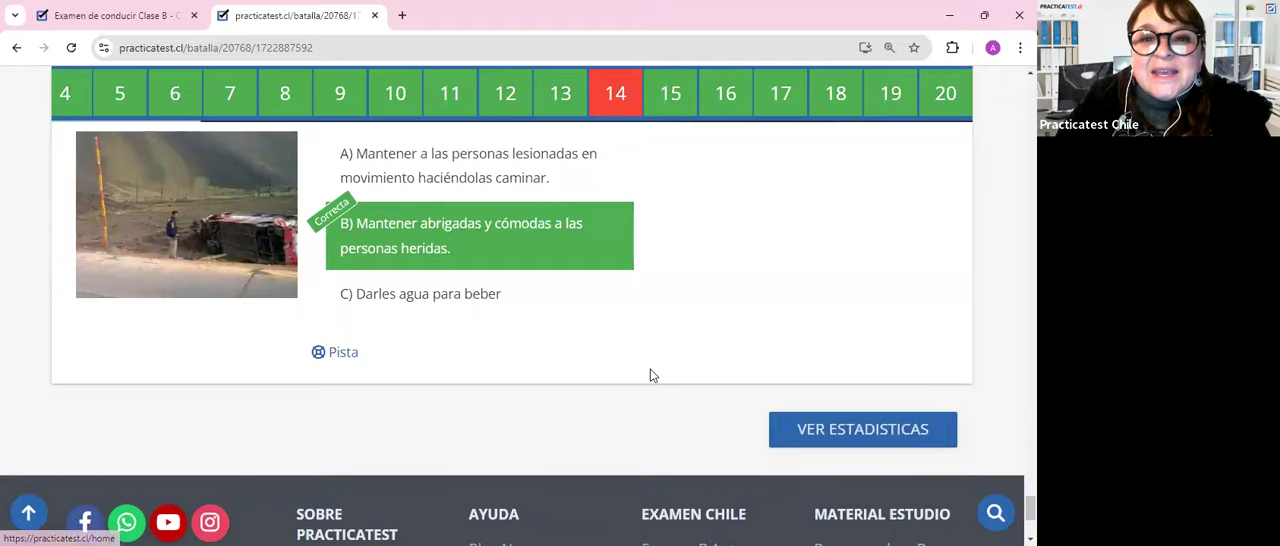 Examen de conducir Clase B - C
practicatest.cl/batalla/20768/17
practicatest.cl/batalla/20768/1722887592
A
PRACTICATEST.cl
Practicatest Chile
4 5 6 7 8 9 10 11 12 13 14 15 16 17 18 19 20
A) Mantener a las personas lesionadas en
movimiento haciéndolas caminar.
Correcta
B) Mantener abrigadas y cómodas a las
personas heridas.
C) Darles agua para beber
Pista
VER ESTADISTICAS
SOBRE
PRACTICATEST
AYUDA
EXAMEN CHILE
MATERIAL ESTUDIO
https://practicatest.cl/home